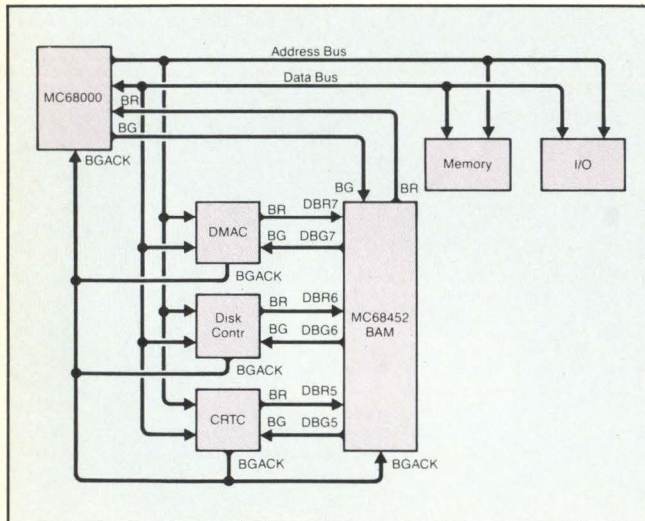 Address Bus
Data Bus
MC68000
BR
BG
BGACK
Memory
I/O
BG
BR
DMAC
BR
DBR7
BG
DBG7
BGACK
MC68452
BAM
Disk
Contr
BR
DBR6
BG
DBG6
BGACK
CRTC
BR
DBR5
BG
DBG5
BGACK
BGACK